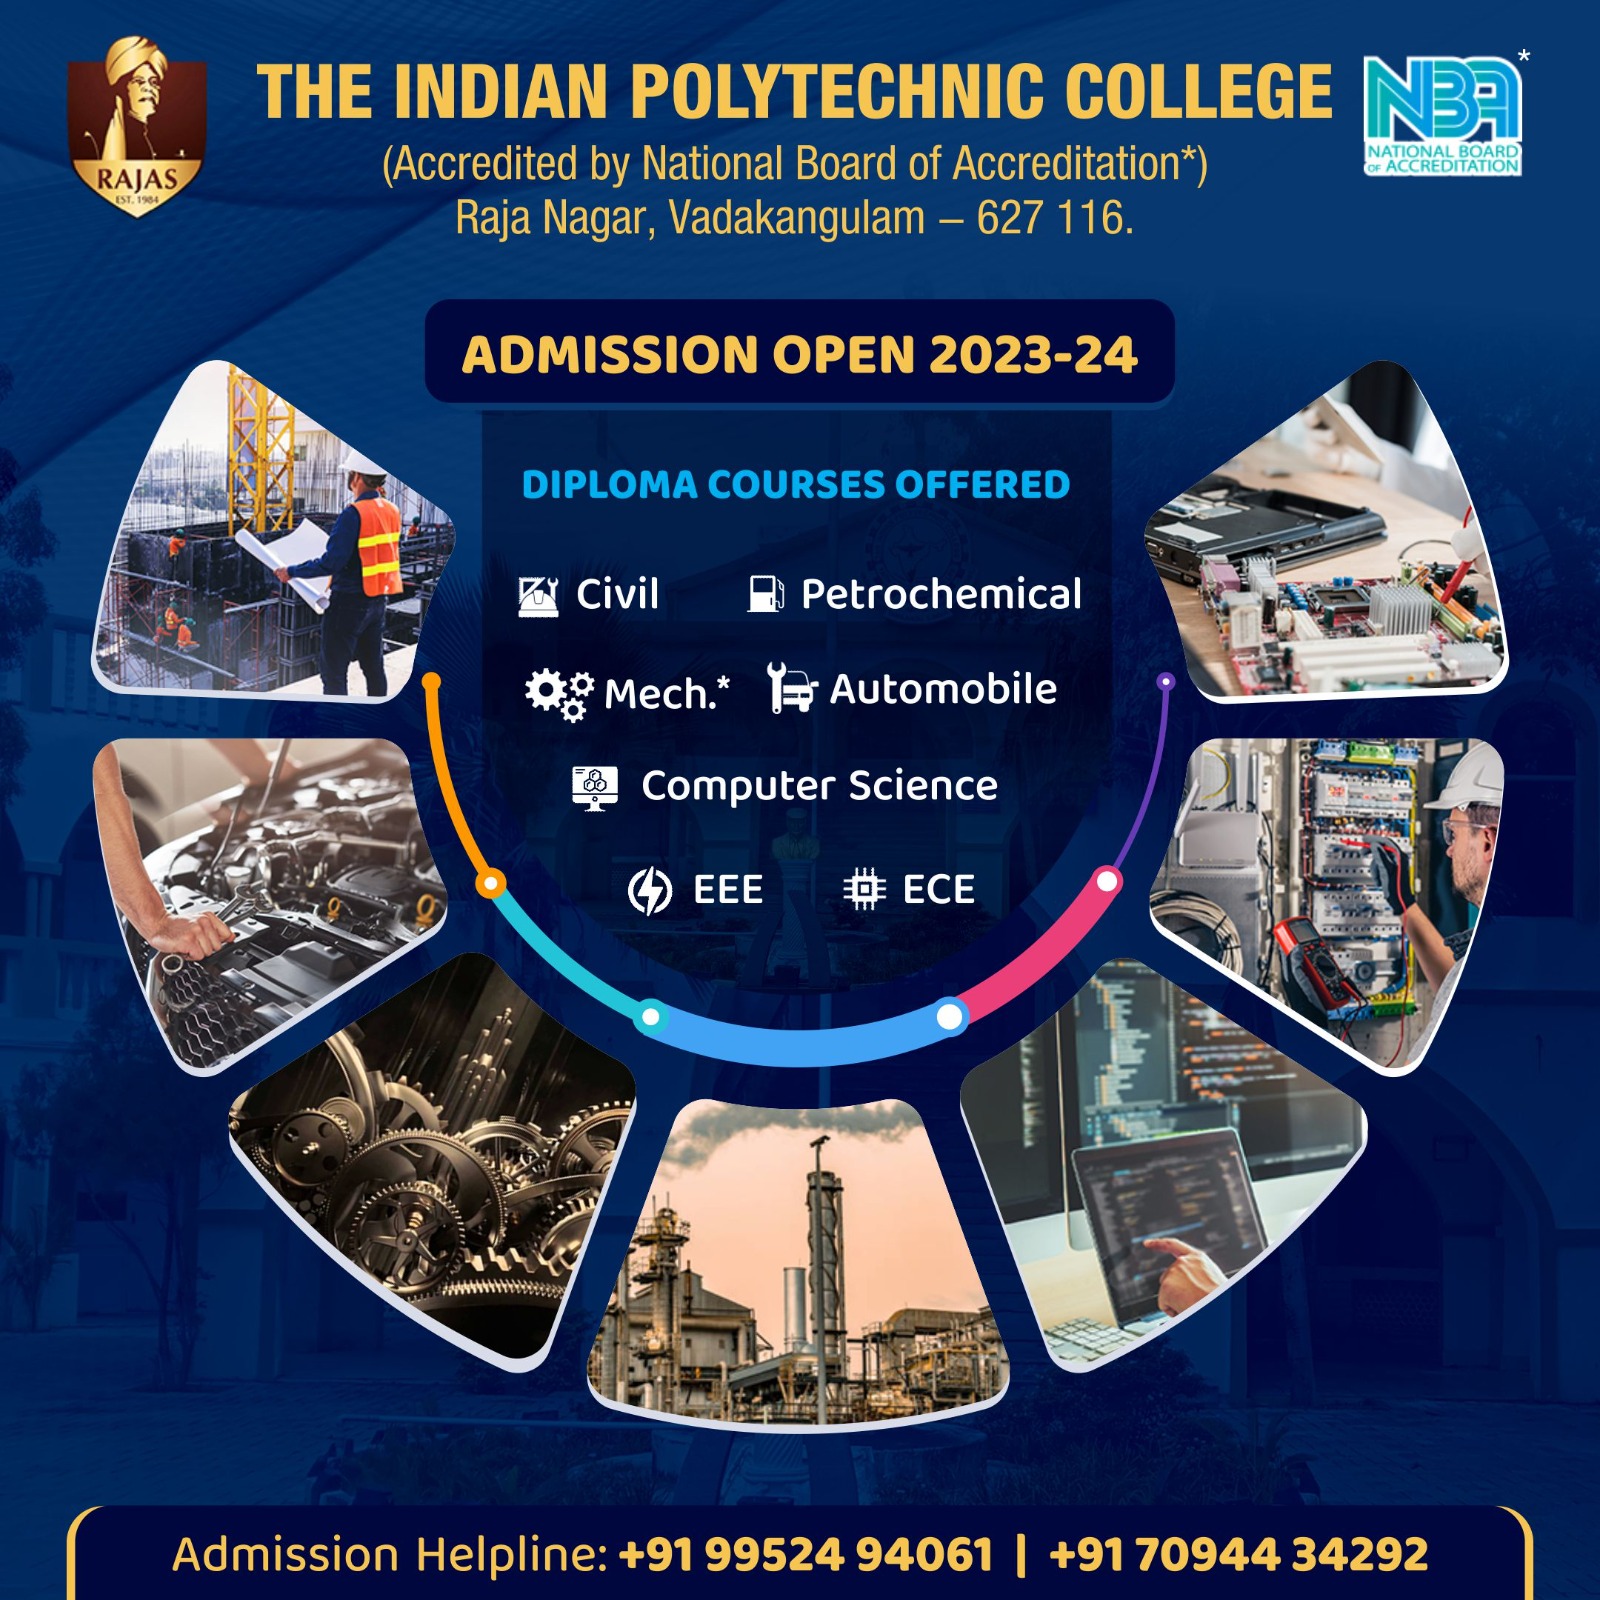 RAJAS
EST. 1984
THE INDIAN POLYTECHNIC COLLEGE
(Accredited by National Board of Accreditation*)
Raja Nagar, Vadakangulam – 627 116.
NBA*
NATIONAL BOARD
OF ACCREDITATION
ADMISSION OPEN 2023-24
DIPLOMA COURSES OFFERED
Civil Petrochemical
Mech.* Automobile
Computer Science
EEE ECE
Admission Helpline: +91 99524 94061 | +91 70944 34292